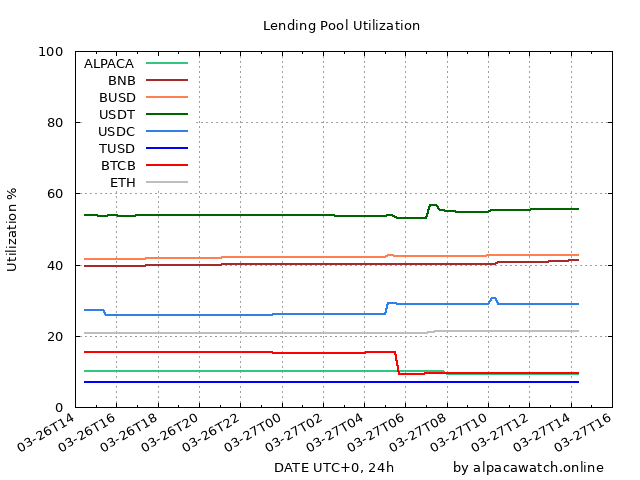 Lending Pool Utilization
Utilization %
100
80
60
40
20
0
ALPACA
BNB
BUSD
USDT
USDC
TUSD
BTCB
ETH
03-26T14
03-26T16
03-26T18
03-26T20
03-26T22
03-27T00
03-27T02
03-27T04
03-27T06
03-27T08
03-27T10
03-27T12
03-27T14
03-27T16
DATE UTC+0, 24h
by alpacawatch.online